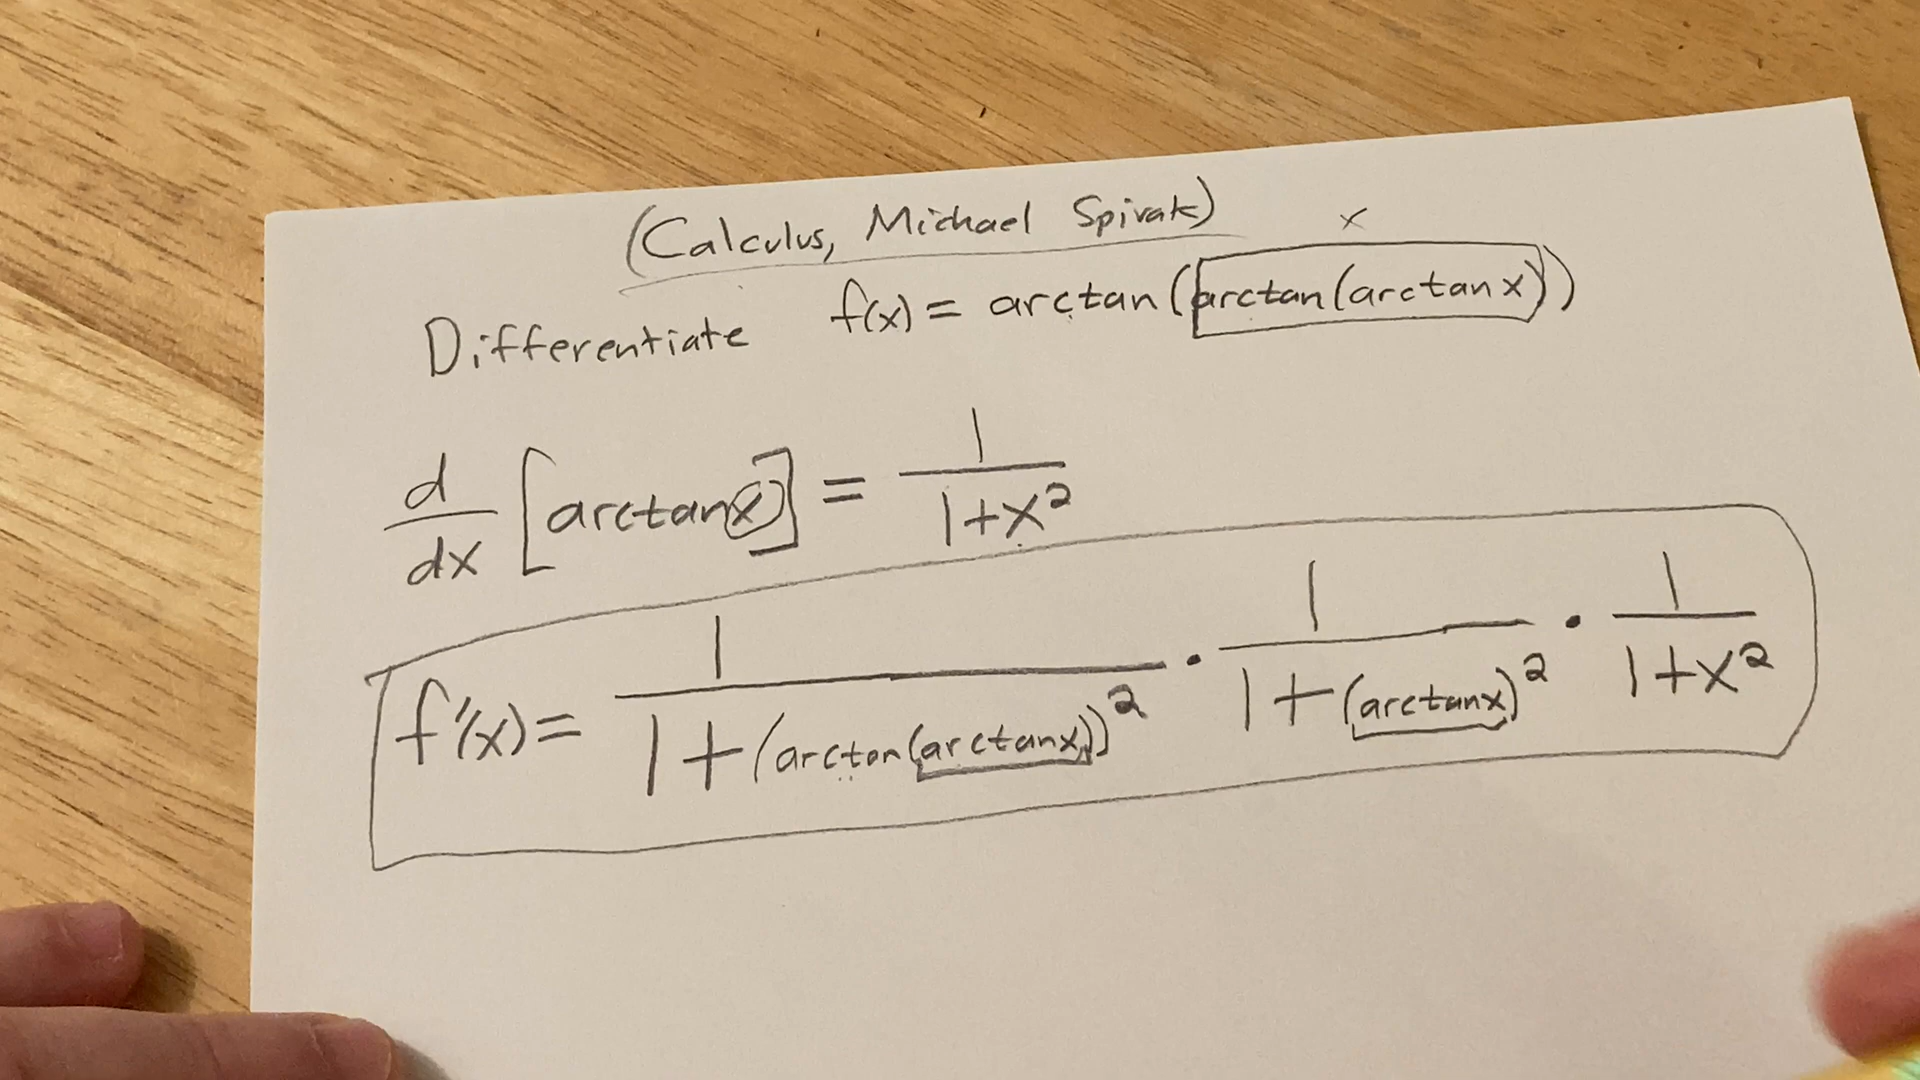 (Calculus, Michael Spivak)
x
Differentiate f(x) = arctan(arctan(arctan x))
d/dx [arctan x] = 1/(1+x²)
f'(x) = 1/(1+(arctan(arctan x))²) · 1/(1+(arctan x)²) · 1/(1+x²)